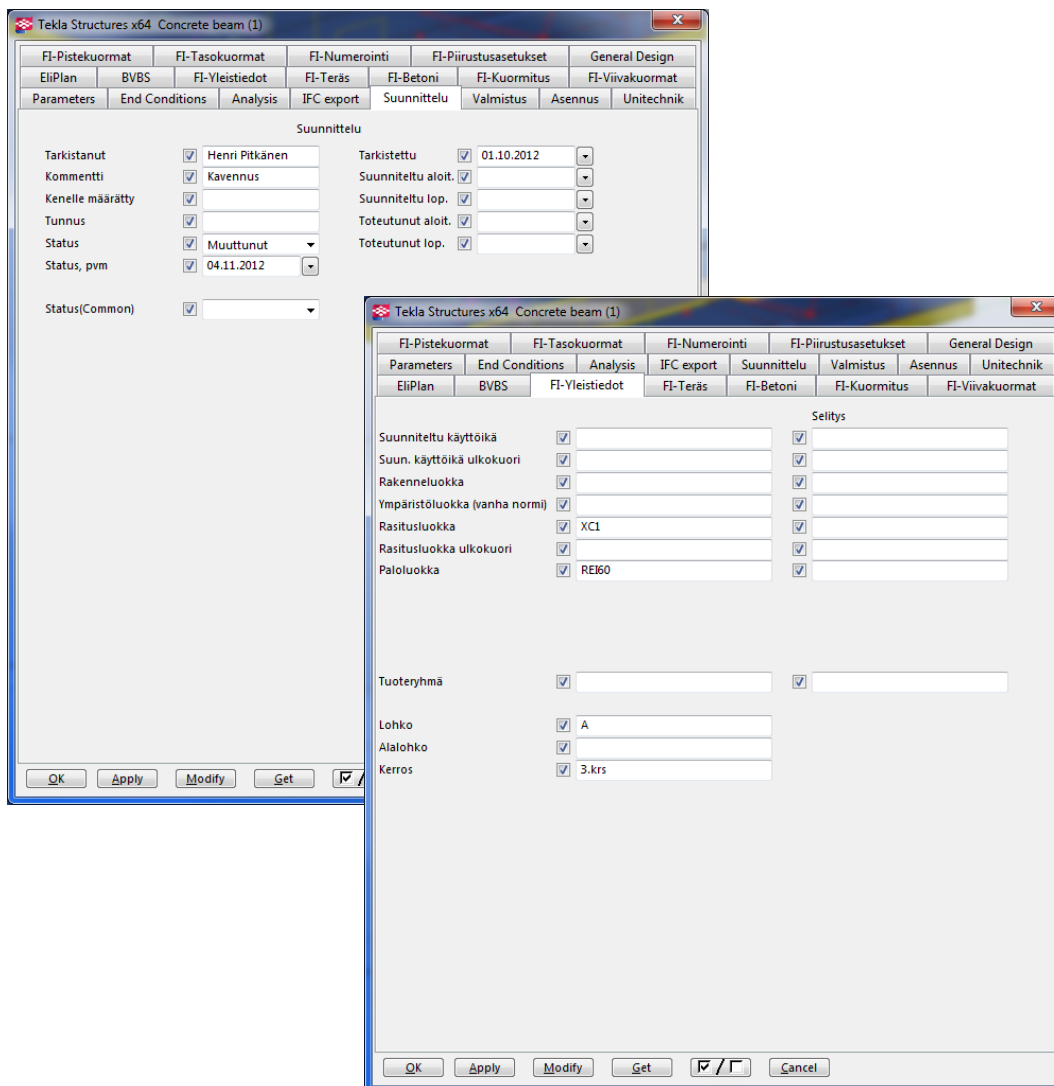 Tekla Structures x64 Concrete beam (1)
FI-Pistekuormat FI-Tasokuormat FI-Numerointi FI-Piirustusasetukset General Design
EliPlan BVBS FI-Yleistiedot FI-Teräs FI-Betoni FI-Kuormitus FI-Viivakuormat
Parameters End Conditions Analysis IFC export Suunnittelu Valmistus Asennus Unitechnik
Suunnittelu
Tarkistanut Henri Pitkänen Tarkistettu 01.10.2012
Kommentti Kavennus Suunniteltu aloit.
Kenelle määrätty Suunniteltu lop.
Tunnus Toteutunut aloit.
Status Muuttunut Toteutunut lop.
Status, pvm 04.11.2012
Status(Common)
OK Apply Modify Get
Tekla Structures x64 Concrete beam (1)
FI-Pistekuormat FI-Tasokuormat FI-Numerointi FI-Piirustusasetukset General Design
Parameters End Conditions Analysis IFC export Suunnittelu Valmistus Asennus Unitechnik
EliPlan BVBS FI-Yleistiedot FI-Teräs FI-Betoni FI-Kuormitus FI-Viivakuormat
Selitys
Suunniteltu käyttöikä
Suun. käyttöikä ulkokuori
Rakenneluokka
Ympäristöluokka (vanha normi)
Rasitusluokka XC1
Rasitusluokka ulkokuori
Paloluokka REI60
Tuoteryhmä
Lohko A
Alalohko
Kerros 3.krs
OK Apply Modify Get / Cancel